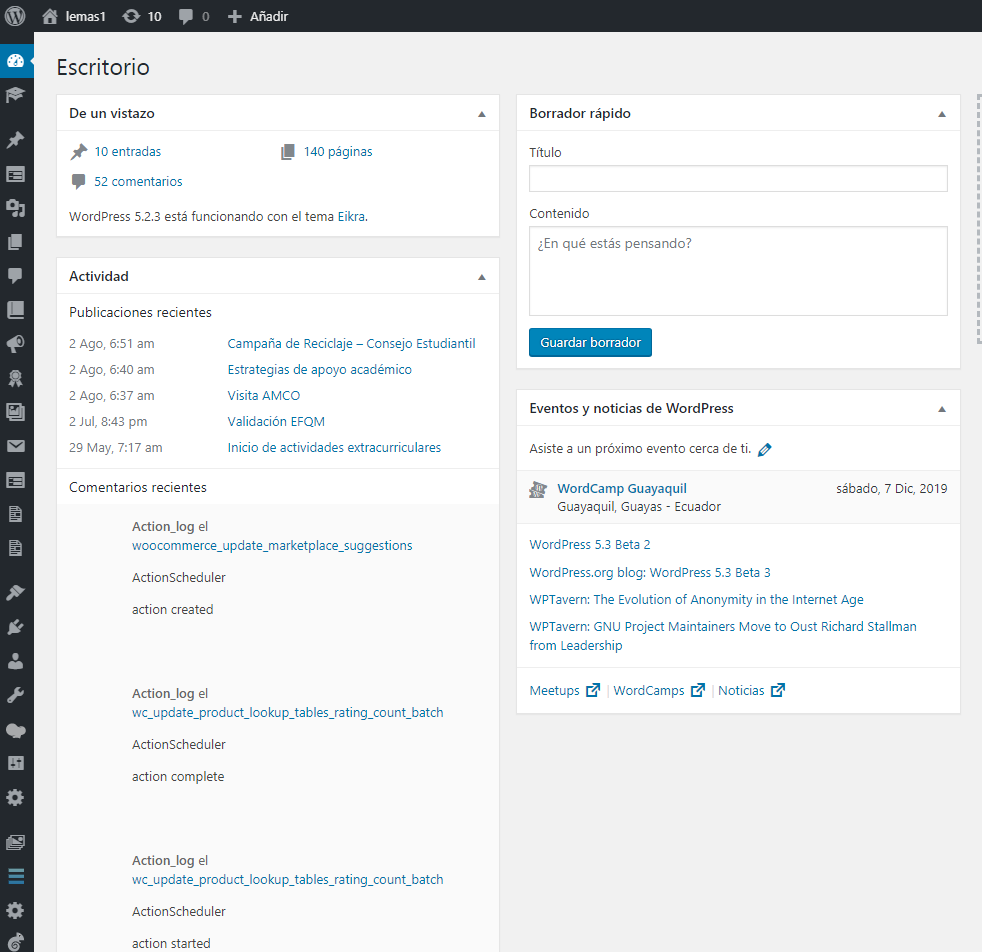 lemas1 10 0 Añadir
Escritorio
De un vistazo
10 entradas 140 páginas
52 comentarios
WordPress 5.2.3 está funcionando con el tema Eikra.
Actividad
Publicaciones recientes
2 Ago, 6:51 am Campaña de Reciclaje – Consejo Estudiantil
2 Ago, 6:40 am Estrategias de apoyo académico
2 Ago, 6:37 am Visita AMCO
2 Jul, 8:43 pm Validación EFQM
29 May, 7:17 am Inicio de actividades extracurriculares
Comentarios recientes
Action_log el
woocommerce_update_marketplace_suggestions
ActionScheduler
action created
Action_log el
wc_update_product_lookup_tables_rating_count_batch
ActionScheduler
action complete
Action_log el
wc_update_product_lookup_tables_rating_count_batch
ActionScheduler
action started
Borrador rápido
Título
Contenido
¿En qué estás pensando?
Guardar borrador
Eventos y noticias de WordPress
Asiste a un próximo evento cerca de ti.
WordCamp Guayaquil sábado, 7 Dic, 2019
Guayaquil, Guayas - Ecuador
WordPress 5.3 Beta 2
WordPress.org blog: WordPress 5.3 Beta 3
WPTavern: The Evolution of Anonymity in the Internet Age
WPTavern: GNU Project Maintainers Move to Oust Richard Stallman
from Leadership
Meetups | WordCamps | Noticias